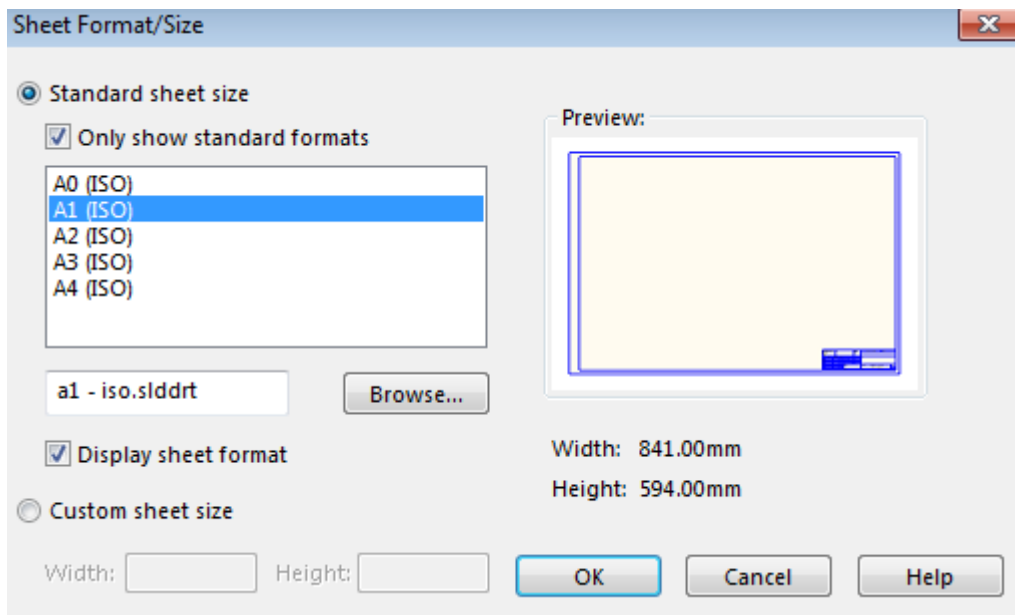 Sheet Format/Size
Standard sheet size
Only show standard formats
A0 (ISO)
A1 (ISO)
A2 (ISO)
A3 (ISO)
A4 (ISO)
a1 - iso.slddrt
Browse...
Display sheet format
Custom sheet size
Width:
Height:
Preview:
Width: 841.00mm
Height: 594.00mm
OK
Cancel
Help